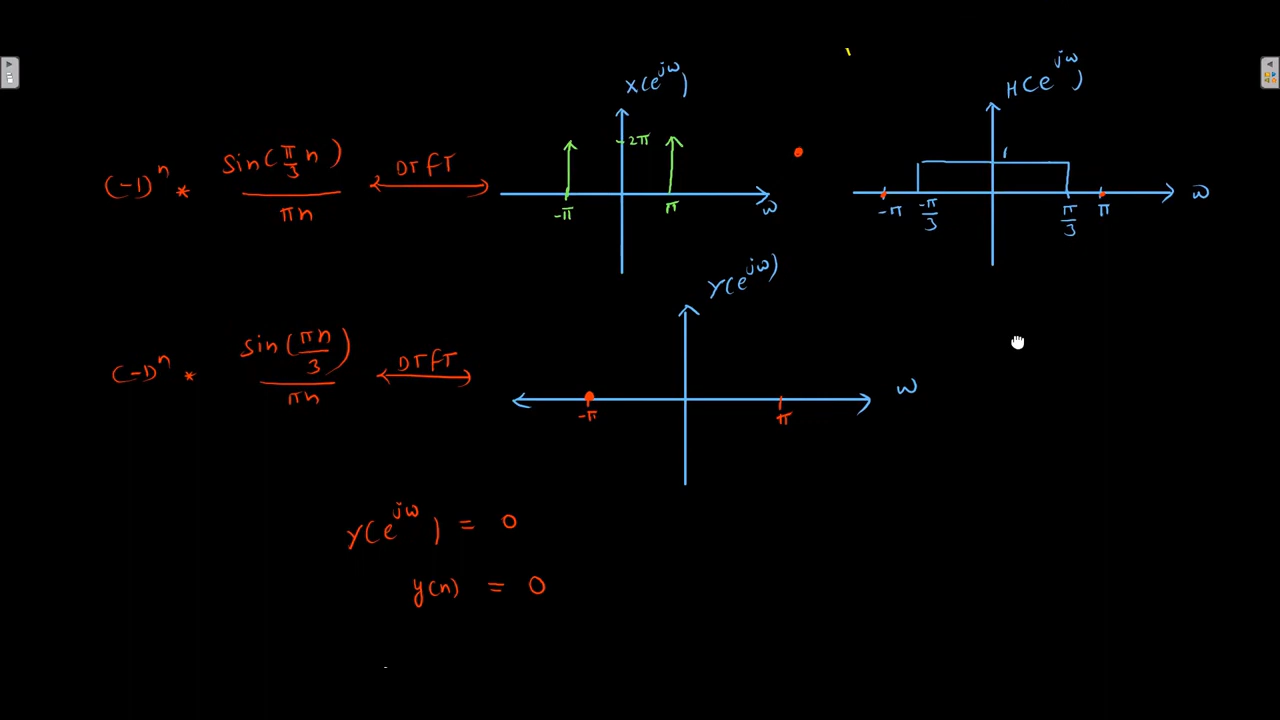 (-1)^n * sin(π/3 n) / πn DTFT
X(e^jω)
2π
-π π ω
H(e^jω)
1
-π -π/3 π/3 π ω
(-1)^n * sin(πn/3) / πn DTFT
Y(e^jω)
-π π ω
Y(e^jω) = 0
y(n) = 0